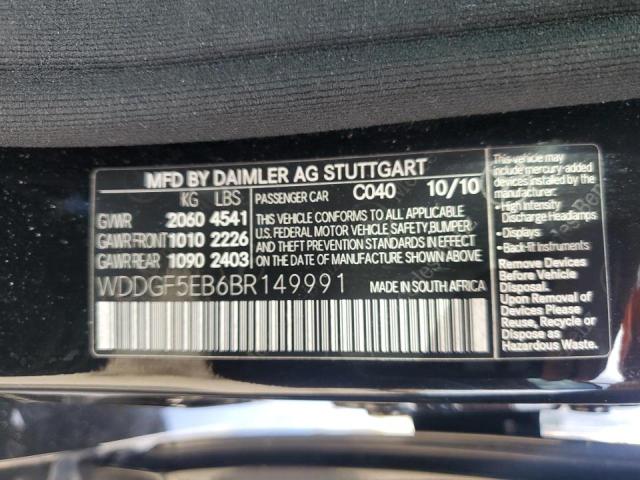 MFD BY DAIMLER AG STUTTGART
KG LBS
PASSENGER CAR CO40 10/10
GVWR 2060 4541
GAWR FRONT 1010 2226
GAWR REAR 1090 2403
THIS VEHICLE CONFORMS TO ALL APPLICABLE
U.S. FEDERAL MOTOR VEHICLE SAFETY, BUMPER
AND THEFT PREVENTION STANDARDS IN EFFECT
ON THE DATE OF MANUFACTURE SHOWN ABOVE.
WDDGF5EB6BR149991
MADE IN SOUTH AFRICA
This vehicle may
include mercury-added
devices installed by the
manufacturer:
• High Intensity
Discharge Headlamps
• Displays
• Back-lit Instruments
Remove Devices
Before Vehicle
Disposal.
Upon Removal of
Devices Please
Reuse, Recycle or
Dispose as
Hazardous Waste.